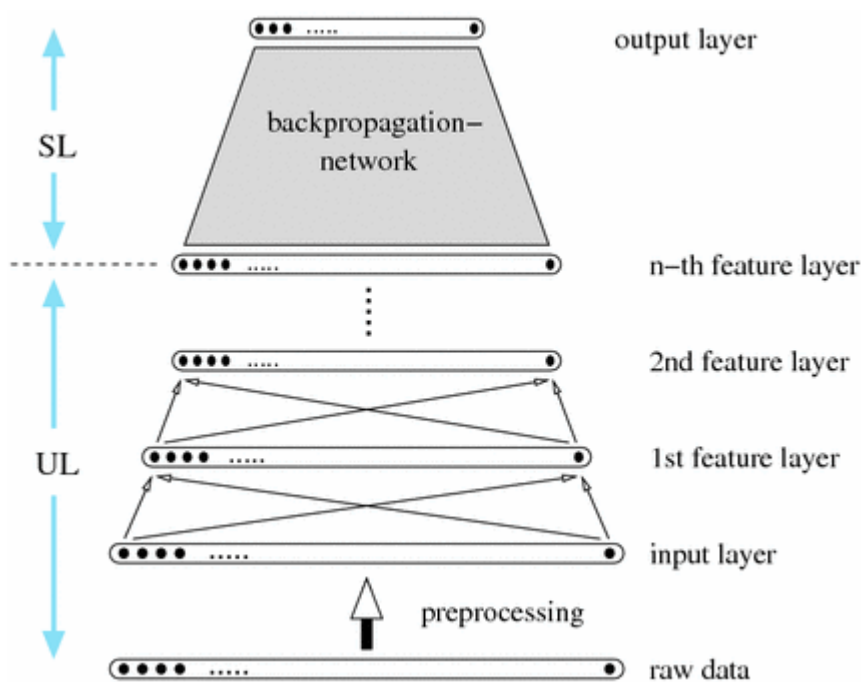 output layer
backpropagation−
network
SL
n−th feature layer
2nd feature layer
1st feature layer
UL
input layer
preprocessing
raw data